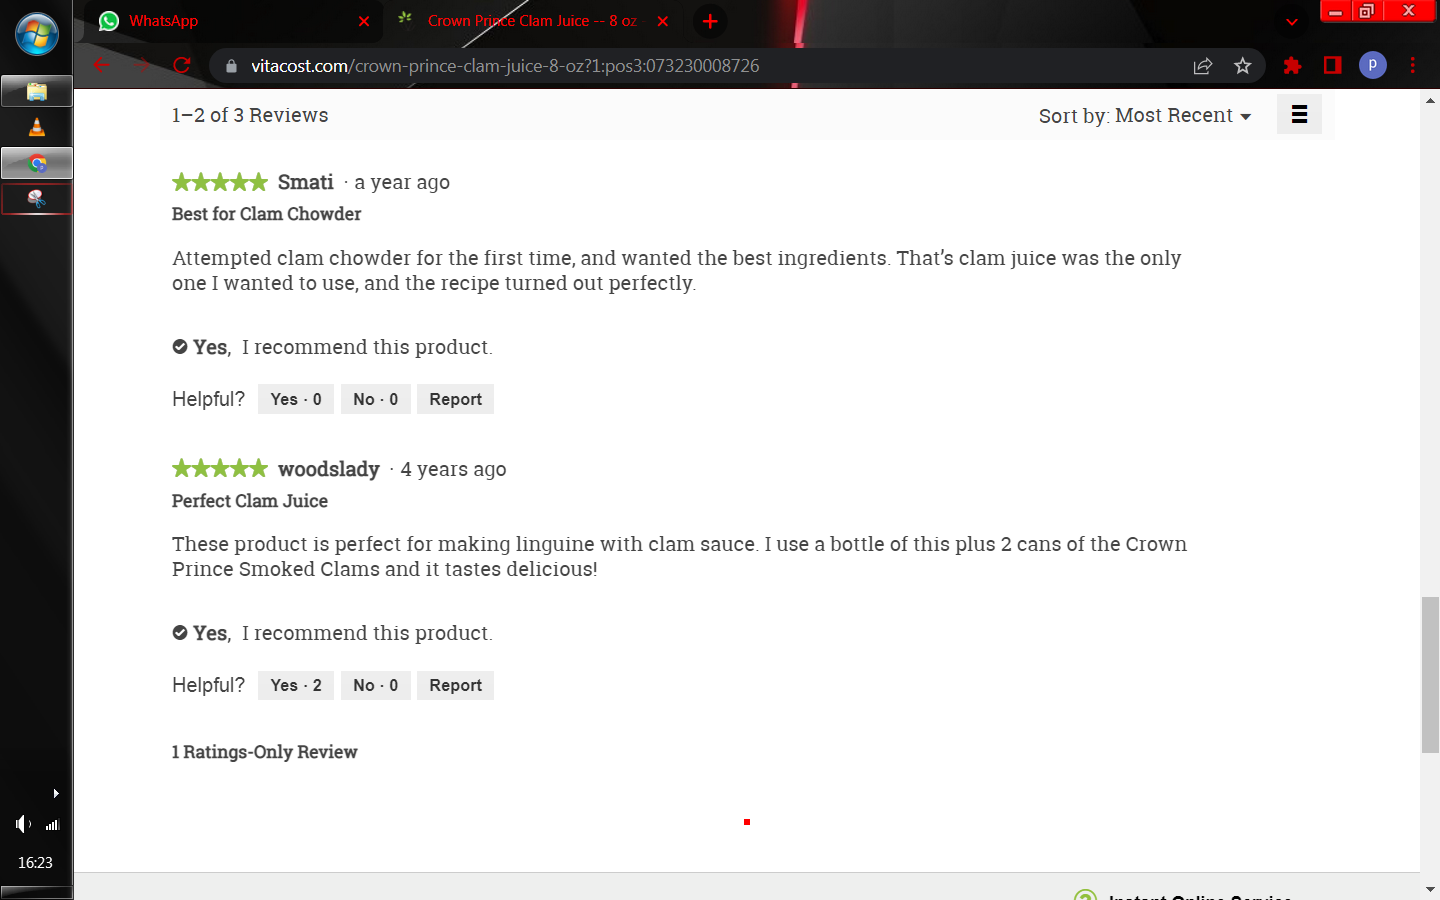 WhatsApp
Crown Prince Clam Juice -- 8 oz
vitacost.com/crown-prince-clam-juice-8-oz?1:pos3:073230008726
p
1–2 of 3 Reviews
Sort by: Most Recent
Smati · a year ago
Best for Clam Chowder
Attempted clam chowder for the first time, and wanted the best ingredients. That’s clam juice was the only
one I wanted to use, and the recipe turned out perfectly.
Yes, I recommend this product.
Helpful? Yes · 0 No · 0 Report
woodslady · 4 years ago
Perfect Clam Juice
These product is perfect for making linguine with clam sauce. I use a bottle of this plus 2 cans of the Crown
Prince Smoked Clams and it tastes delicious!
Yes, I recommend this product.
Helpful? Yes · 2 No · 0 Report
1 Ratings-Only Review
16:23
Instant Online Service